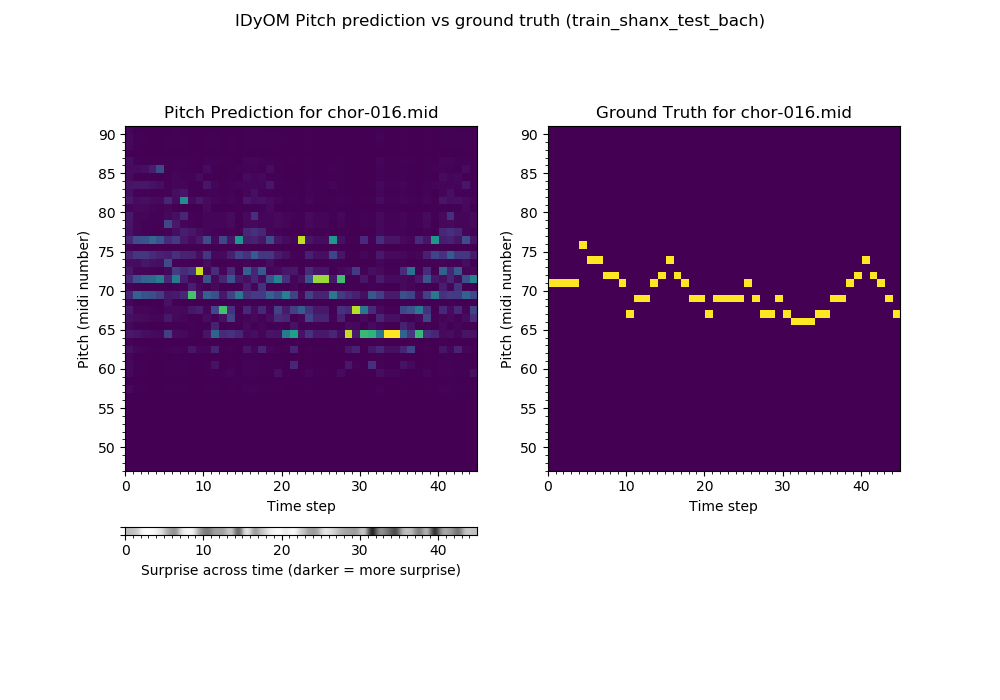 IDyOM Pitch prediction vs ground truth (train_shanx_test_bach)
Pitch Prediction for chor-016.mid
90
85
80
75
70
65
60
55
50
Pitch (midi number)
0 10 20 30 40
Time step
0 10 20 30 40
Surprise across time (darker = more surprise)
Ground Truth for chor-016.mid
90
85
80
75
70
65
60
55
50
Pitch (midi number)
0 10 20 30 40
Time step